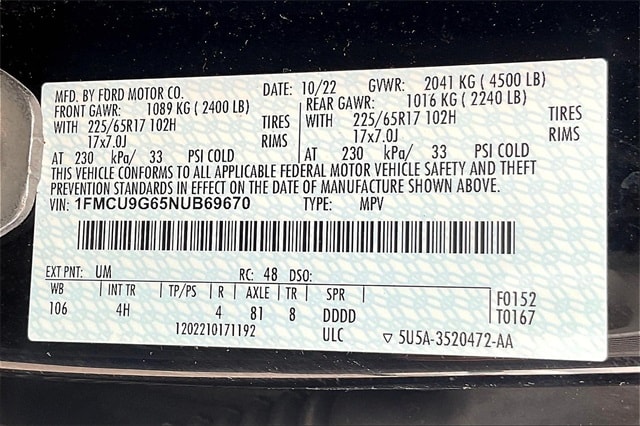 MFD. BY FORD MOTOR CO. DATE: 10/22 GVWR: 2041 KG ( 4500 LB)
FRONT GAWR: 1089 KG ( 2400 LB) REAR GAWR: 1016 KG ( 2240 LB)
WITH 225/65R17 102H TIRES WITH 225/65R17 102H TIRES
17x7.0J RIMS 17x7.0J RIMS
AT 230 kPa/ 33 PSI COLD AT 230 kPa/ 33 PSI COLD
THIS VEHICLE CONFORMS TO ALL APPLICABLE FEDERAL MOTOR VEHICLE SAFETY AND THEFT
PREVENTION STANDARDS IN EFFECT ON THE DATE OF MANUFACTURE SHOWN ABOVE.
VIN: 1FMCU9G65NUB69670 TYPE: MPV
EXT PNT: UM RC: 48 DSO:
WB INT TR TP/PS R AXLE TR SPR F0152
106 4H 4 81 8 DDDD T0167
1202210171192 ULC 5U5A-3520472-AA